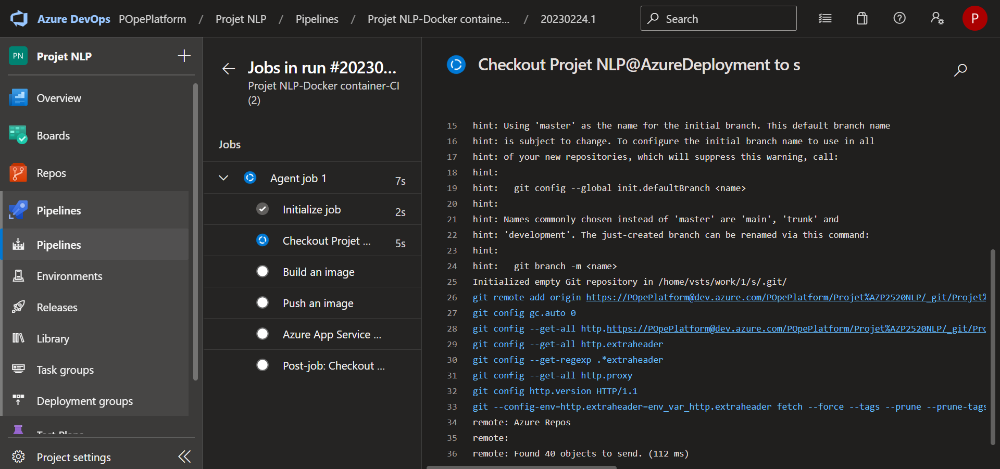 Azure DevOps POpePlatform / Projet NLP / Pipelines / Projet NLP-Docker containe... / 20230224.1
Search
P
PN Projet NLP
Overview
Boards
Repos
Pipelines
Pipelines
Environments
Releases
Library
Task groups
Deployment groups
Test Plans
Project settings
Jobs in run #20230...
Projet NLP-Docker container-CI
(2)
Jobs
Agent job 1 7s
Initialize job 2s
Checkout Projet ... 5s
Build an image
Push an image
Azure App Service ...
Post-job: Checkout ...
Checkout Projet NLP@AzureDeployment to s
15 hint: Using 'master' as the name for the initial branch. This default branch name
16 hint: is subject to change. To configure the initial branch name to use in all
17 hint: of your new repositories, which will suppress this warning, call:
18 hint:
19 hint:   git config --global init.defaultBranch <name>
20 hint:
21 hint: Names commonly chosen instead of 'master' are 'main', 'trunk' and
22 hint: 'development'. The just-created branch can be renamed via this command:
23 hint:
24 hint:   git branch -m <name>
25 Initialized empty Git repository in /home/vsts/work/1/s/.git/
26 git remote add origin https://POpePlatform@dev.azure.com/POpePlatform/Projet%AZP2520NLP/_git/Projet%
27 git config gc.auto 0
28 git config --get-all http.https://POpePlatform@dev.azure.com/POpePlatform/Projet%AZP2520NLP/_git/Pro
29 git config --get-all http.extraheader
30 git config --get-regexp .*extraheader
31 git config --get-all http.proxy
32 git config http.version HTTP/1.1
33 git --config-env=http.extraheader=env_var_http.extraheader fetch --force --tags --prune --prune-tags
34 remote: Azure Repos
35 remote:
36 remote: Found 40 objects to send. (112 ms)